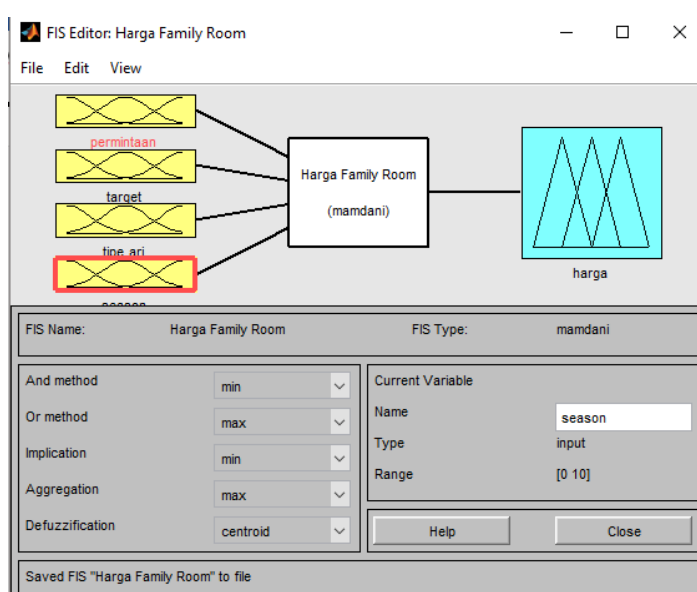 FIS Editor: Harga Family Room
File Edit View
permintaan
target
Harga Family Room
(mamdani)
harga
season
FIS Name: Harga Family Room FIS Type: mamdani
And method min
Or method max
Implication min
Aggregation max
Defuzzification centroid
Current Variable
Name season
Type input
Range [0 10]
Help Close
Saved FIS "Harga Family Room" to file